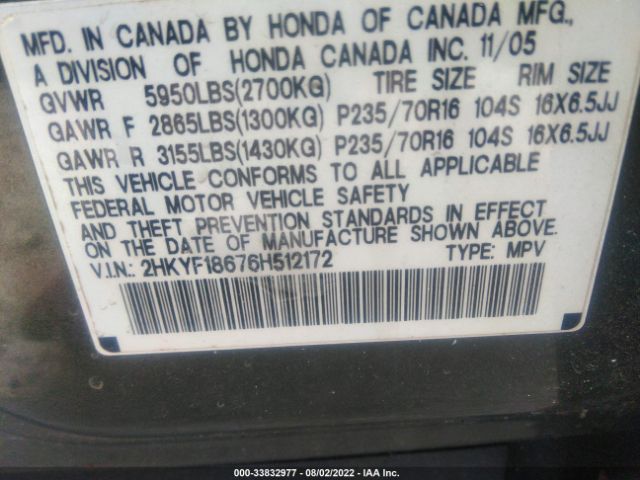 MFD. IN CANADA BY HONDA OF CANADA MFG.,
A DIVISION OF HONDA CANADA INC. 11/05
GVWR 5950LBS(2700KG) TIRE SIZE RIM SIZE
GAWR F 2865LBS(1300KG) P235/70R16 104S 16X6.5JJ
GAWR R 3155LBS(1430KG) P235/70R16 104S 16X6.5JJ
THIS VEHICLE CONFORMS TO ALL APPLICABLE
FEDERAL MOTOR VEHICLE SAFETY
AND THEFT PREVENTION STANDARDS IN EFFECT
ON THE DATE OF MANUFACTURE SHOWN ABOVE.
V.I.N.: 2HKYF18676H512172 TYPE: MPV
000-33832977 - 08/02/2022 - IAA Inc.